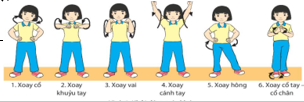 1. Xoay cổ
2. Xoay
khuỷu tay
3. Xoay vai
4. Xoay
cánh tay
5. Xoay hông
6. Xoay cổ tay -
cổ chân